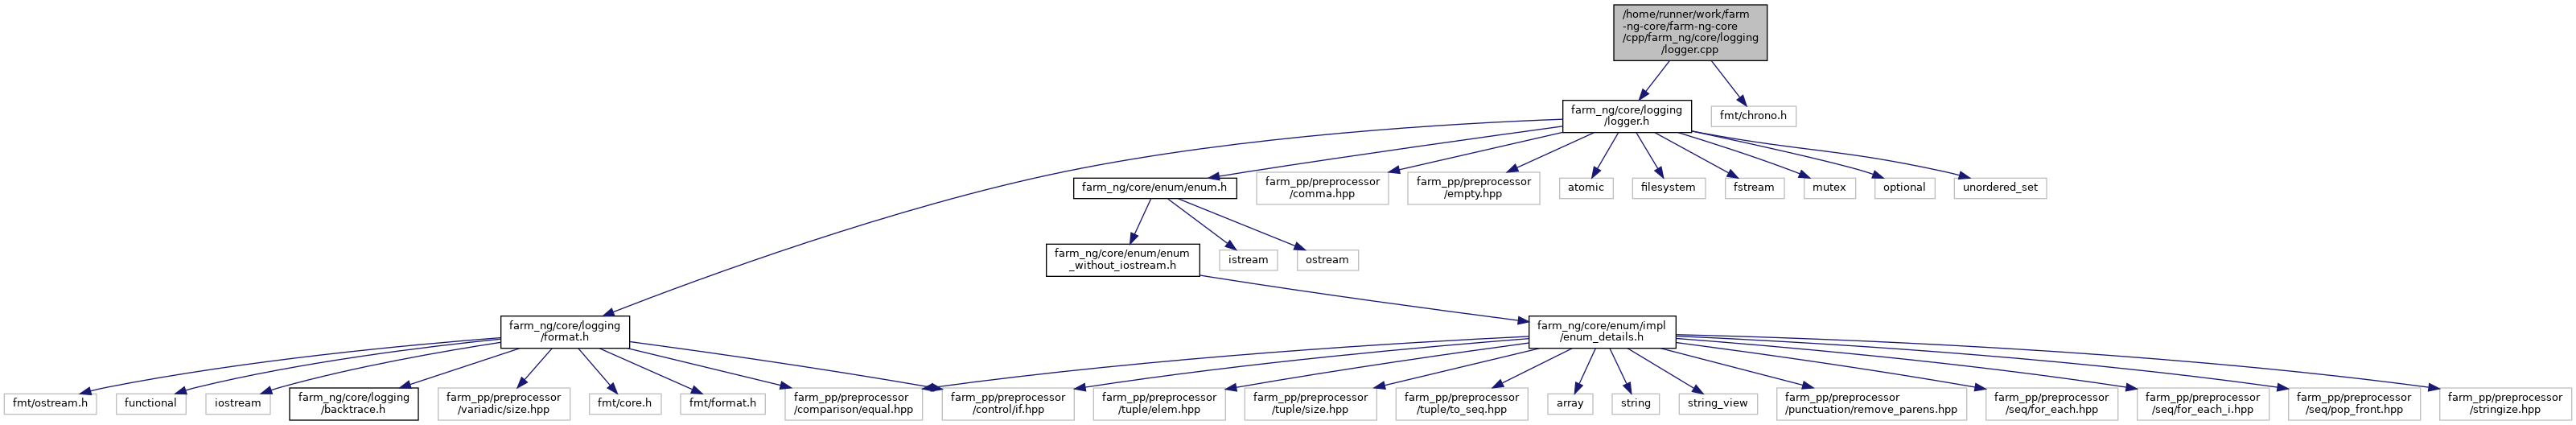 /home/runner/work/farm
-ng-core/farm-ng-core
/cpp/farm_ng/core/logging
/logger.cpp
farm_ng/core/logging
/logger.h
fmt/chrono.h
farm_ng/core/enum/enum.h
farm_pp/preprocessor
/comma.hpp
farm_pp/preprocessor
/empty.hpp
atomic
filesystem
fstream
mutex
optional
unordered_set
farm_ng/core/enum/enum
_without_iostream.h
istream
ostream
farm_ng/core/logging
/format.h
farm_ng/core/enum/impl
/enum_details.h
fmt/ostream.h
functional
iostream
farm_ng/core/logging
/backtrace.h
farm_pp/preprocessor
/variadic/size.hpp
fmt/core.h
fmt/format.h
farm_pp/preprocessor
/comparison/equal.hpp
farm_pp/preprocessor
/control/if.hpp
farm_pp/preprocessor
/tuple/elem.hpp
farm_pp/preprocessor
/tuple/size.hpp
farm_pp/preprocessor
/tuple/to_seq.hpp
array
string
string_view
farm_pp/preprocessor
/punctuation/remove_parens.hpp
farm_pp/preprocessor
/seq/for_each.hpp
farm_pp/preprocessor
/seq/for_each_i.hpp
farm_pp/preprocessor
/seq/pop_front.hpp
farm_pp/preprocessor
/stringize.hpp